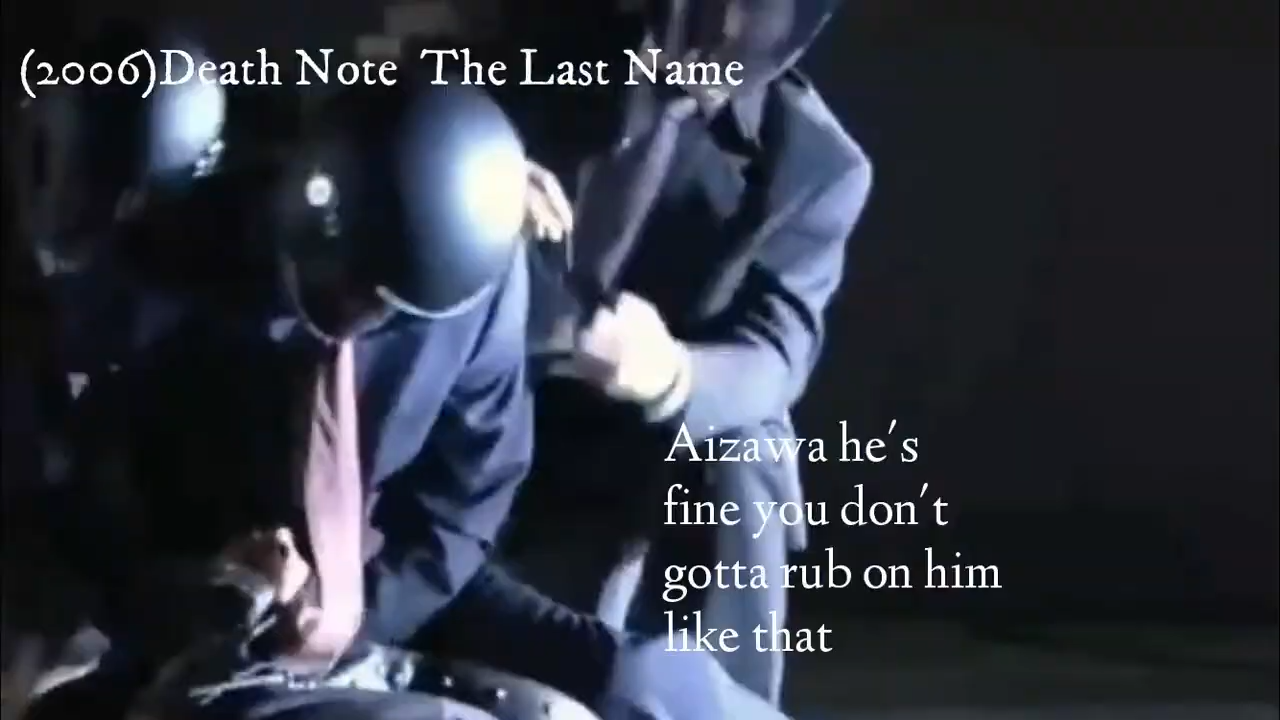 (2006)Death Note The Last Name
Aizawa he's
fine you don't
gotta rub on him
like that